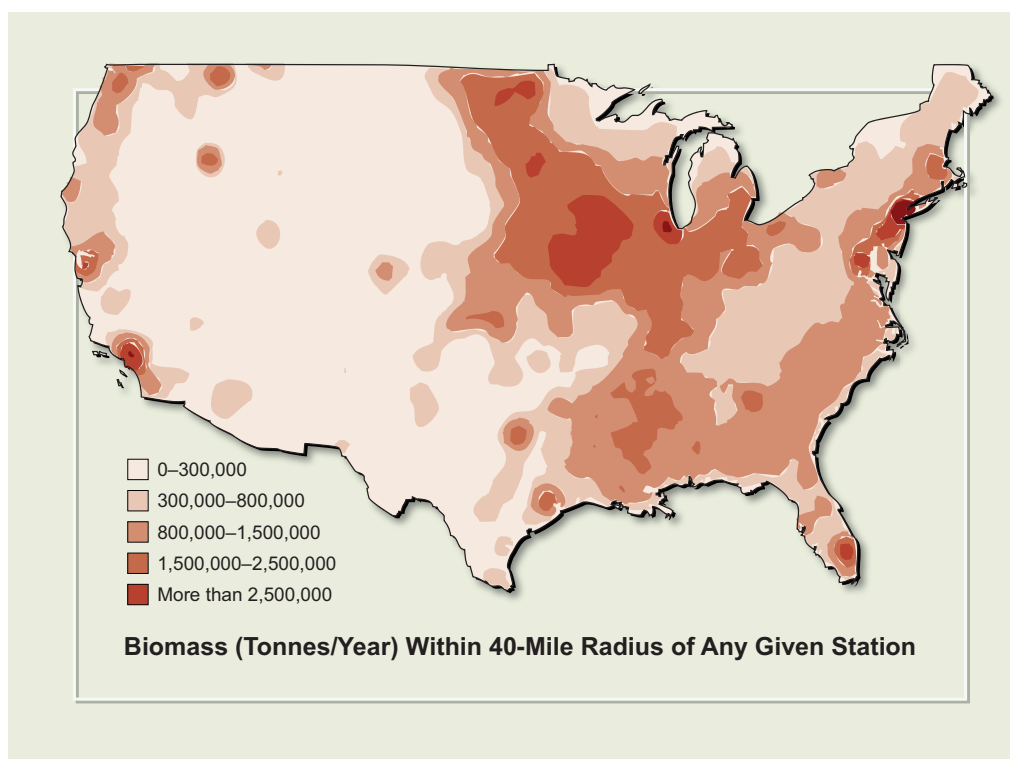 0–300,000
300,000–800,000
800,000–1,500,000
1,500,000–2,500,000
More than 2,500,000
Biomass (Tonnes/Year) Within 40-Mile Radius of Any Given Station